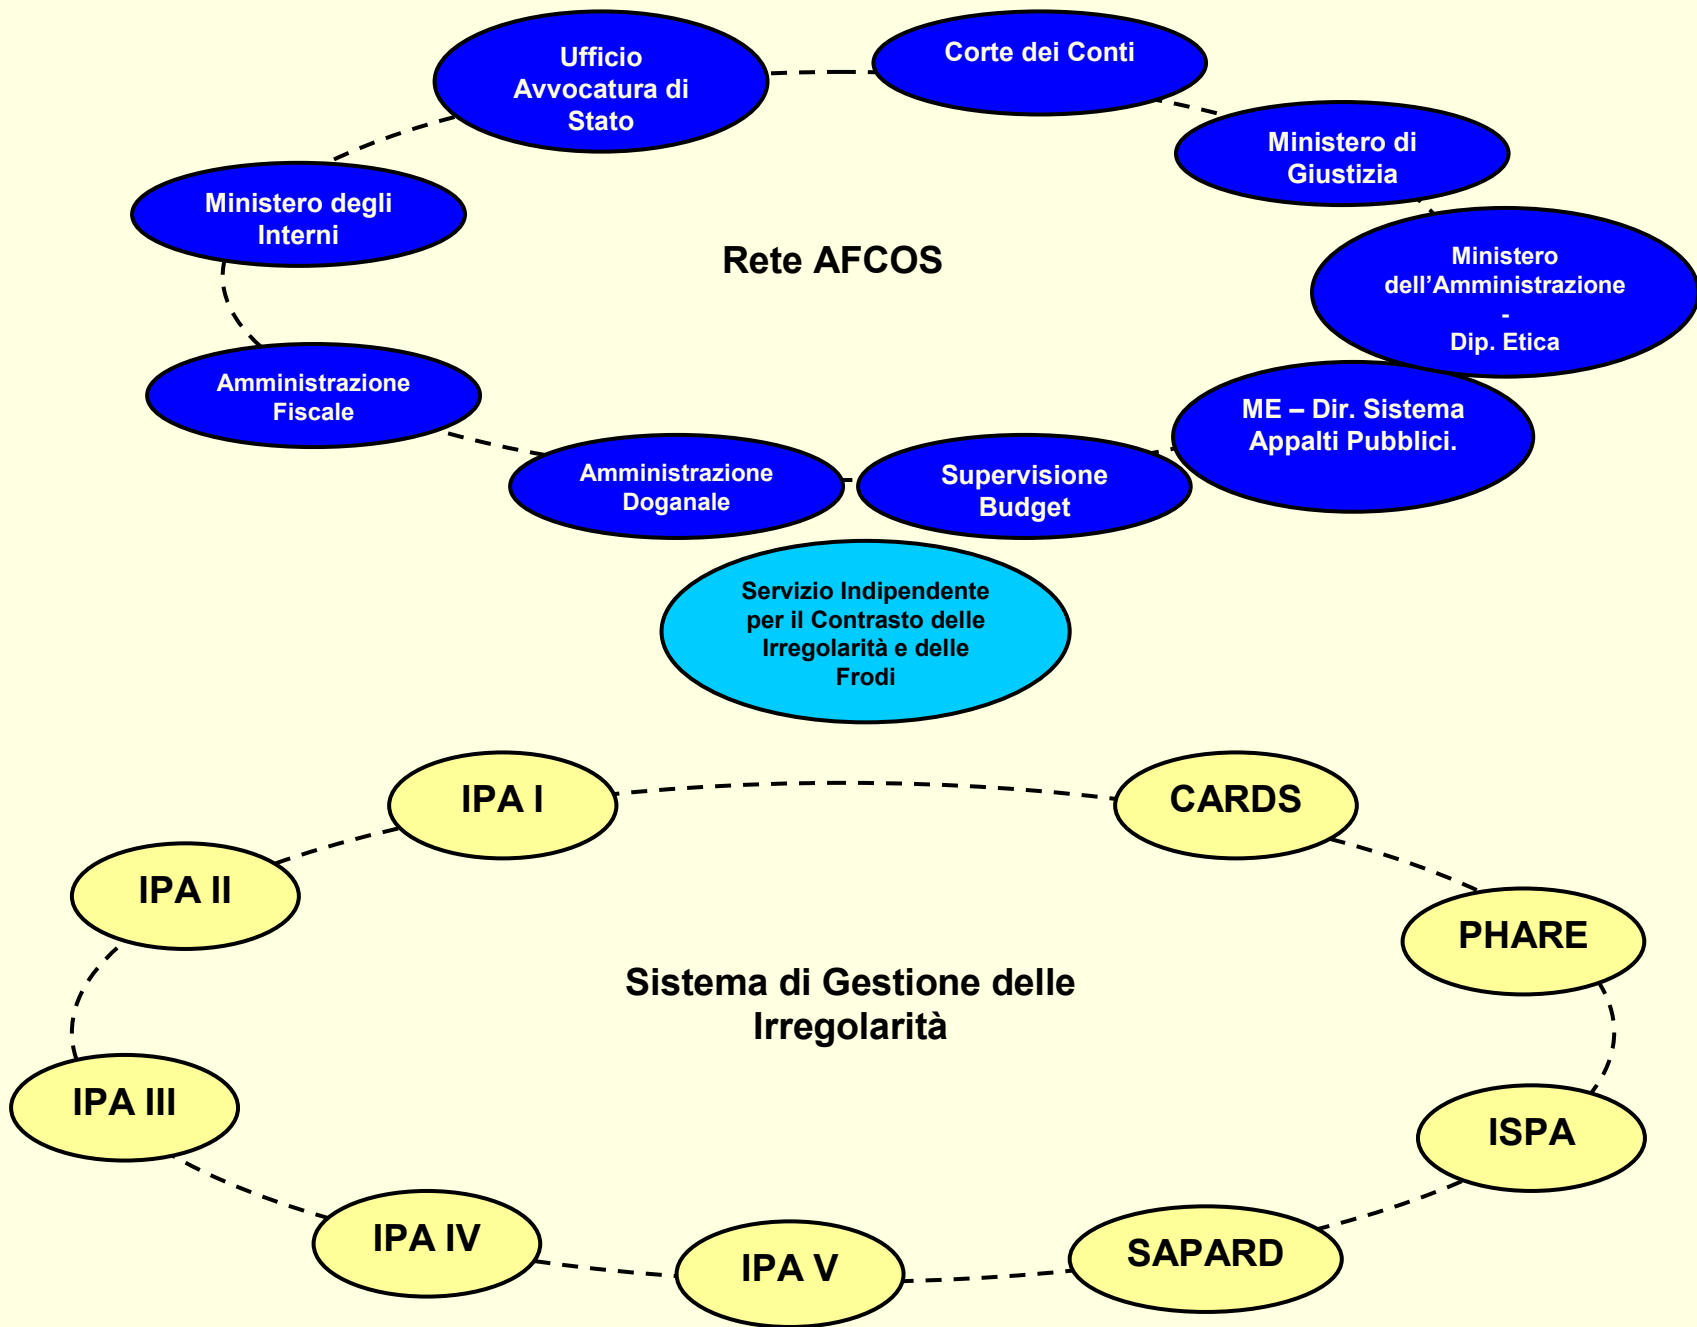 Ufficio
Avvocatura di
Stato
Corte dei Conti
Ministero di
Giustizia
Ministero degli
Interni
Rete AFCOS
Ministero
dell’Amministrazione
-
Dip. Etica
Amministrazione
Fiscale
ME – Dir. Sistema
Appalti Pubblici.
Amministrazione
Doganale
Supervisione
Budget
Servizio Indipendente
per il Contrasto delle
Irregolarità e delle
Frodi
IPA I
CARDS
IPA II
PHARE
Sistema di Gestione delle
Irregolarità
IPA III
ISPA
IPA IV
IPA V
SAPARD